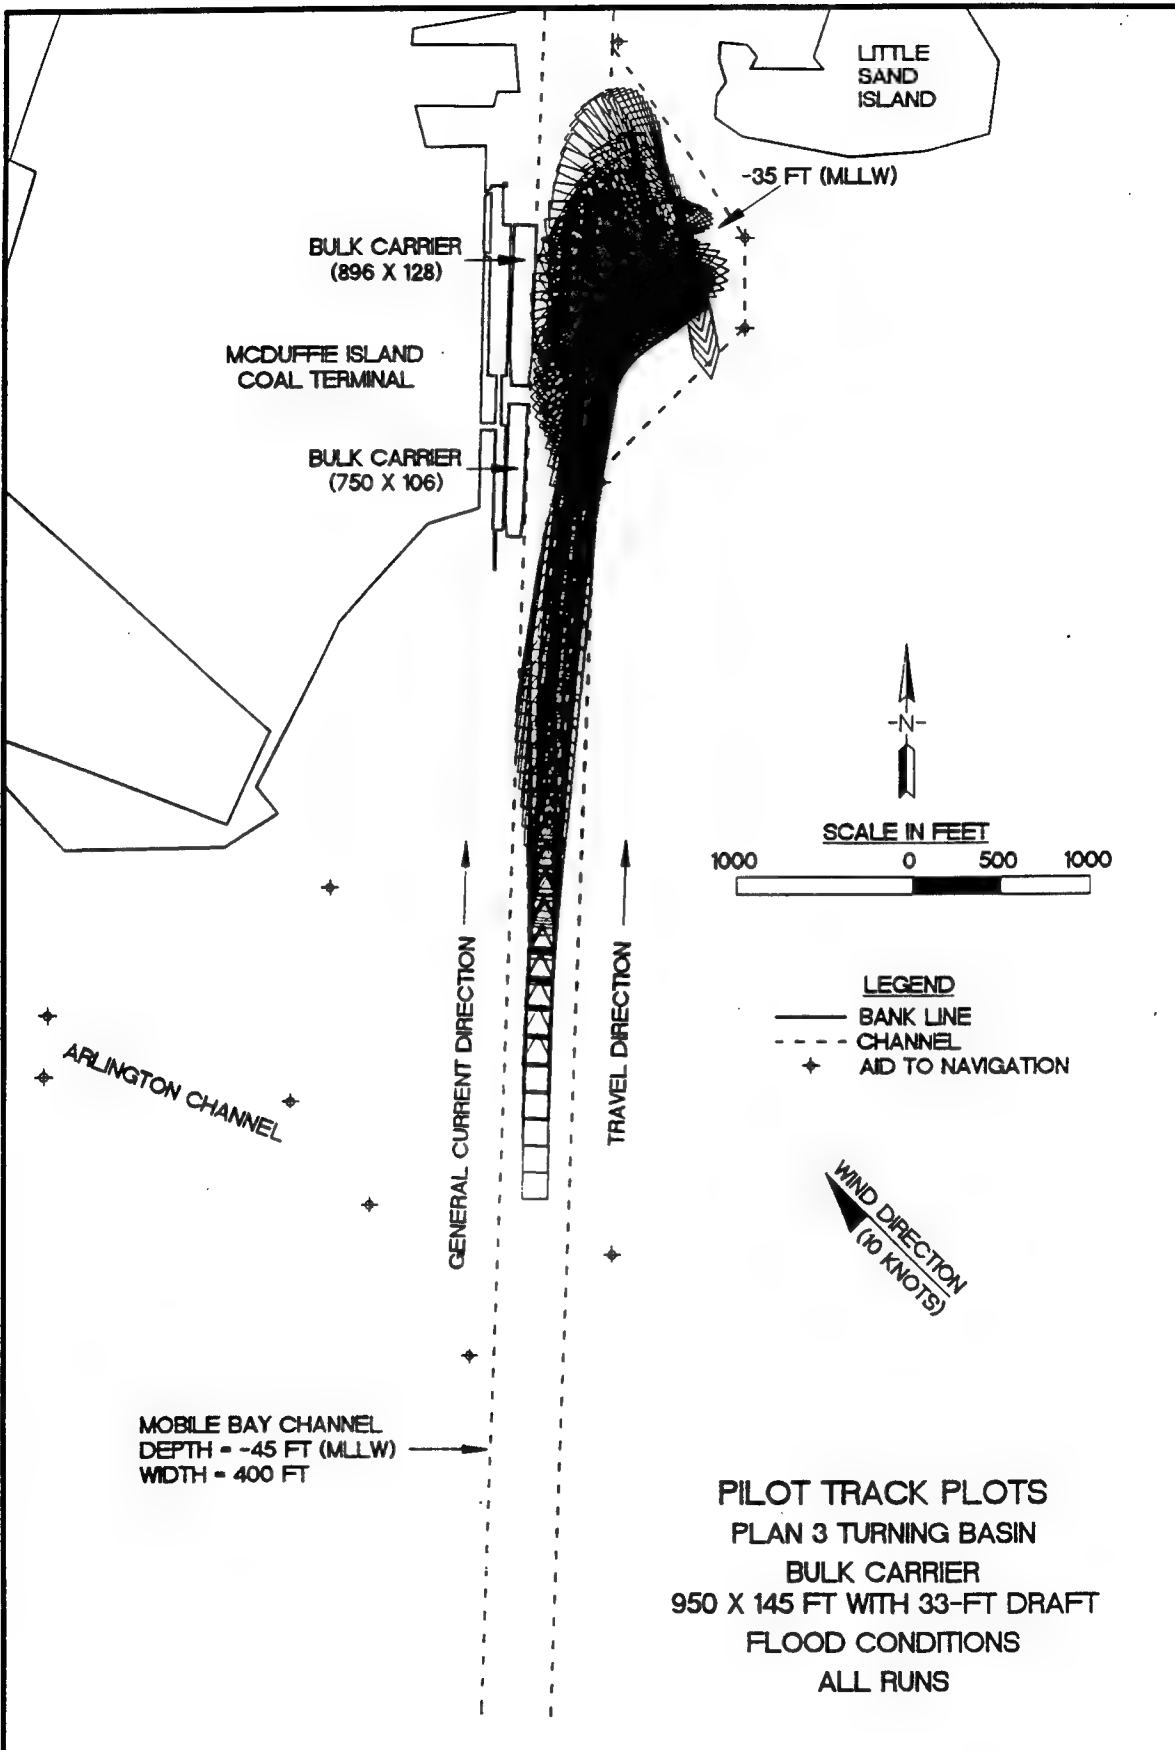 LITTLE
SAND
ISLAND
-35 FT (MLLW)
BULK CARRIER
(896 X 128)
MCDUFFIE ISLAND
COAL TERMINAL
BULK CARRIER
(750 X 106)
-N-
SCALE IN FEET
1000 0 500 1000
GENERAL CURRENT DIRECTION
TRAVEL DIRECTION
LEGEND
BANK LINE
CHANNEL
AID TO NAVIGATION
ARLINGTON CHANNEL
WIND DIRECTION
(10 KNOTS)
MOBILE BAY CHANNEL
DEPTH = -45 FT (MLLW)
WIDTH = 400 FT
PILOT TRACK PLOTS
PLAN 3 TURNING BASIN
BULK CARRIER
950 X 145 FT WITH 33-FT DRAFT
FLOOD CONDITIONS
ALL RUNS